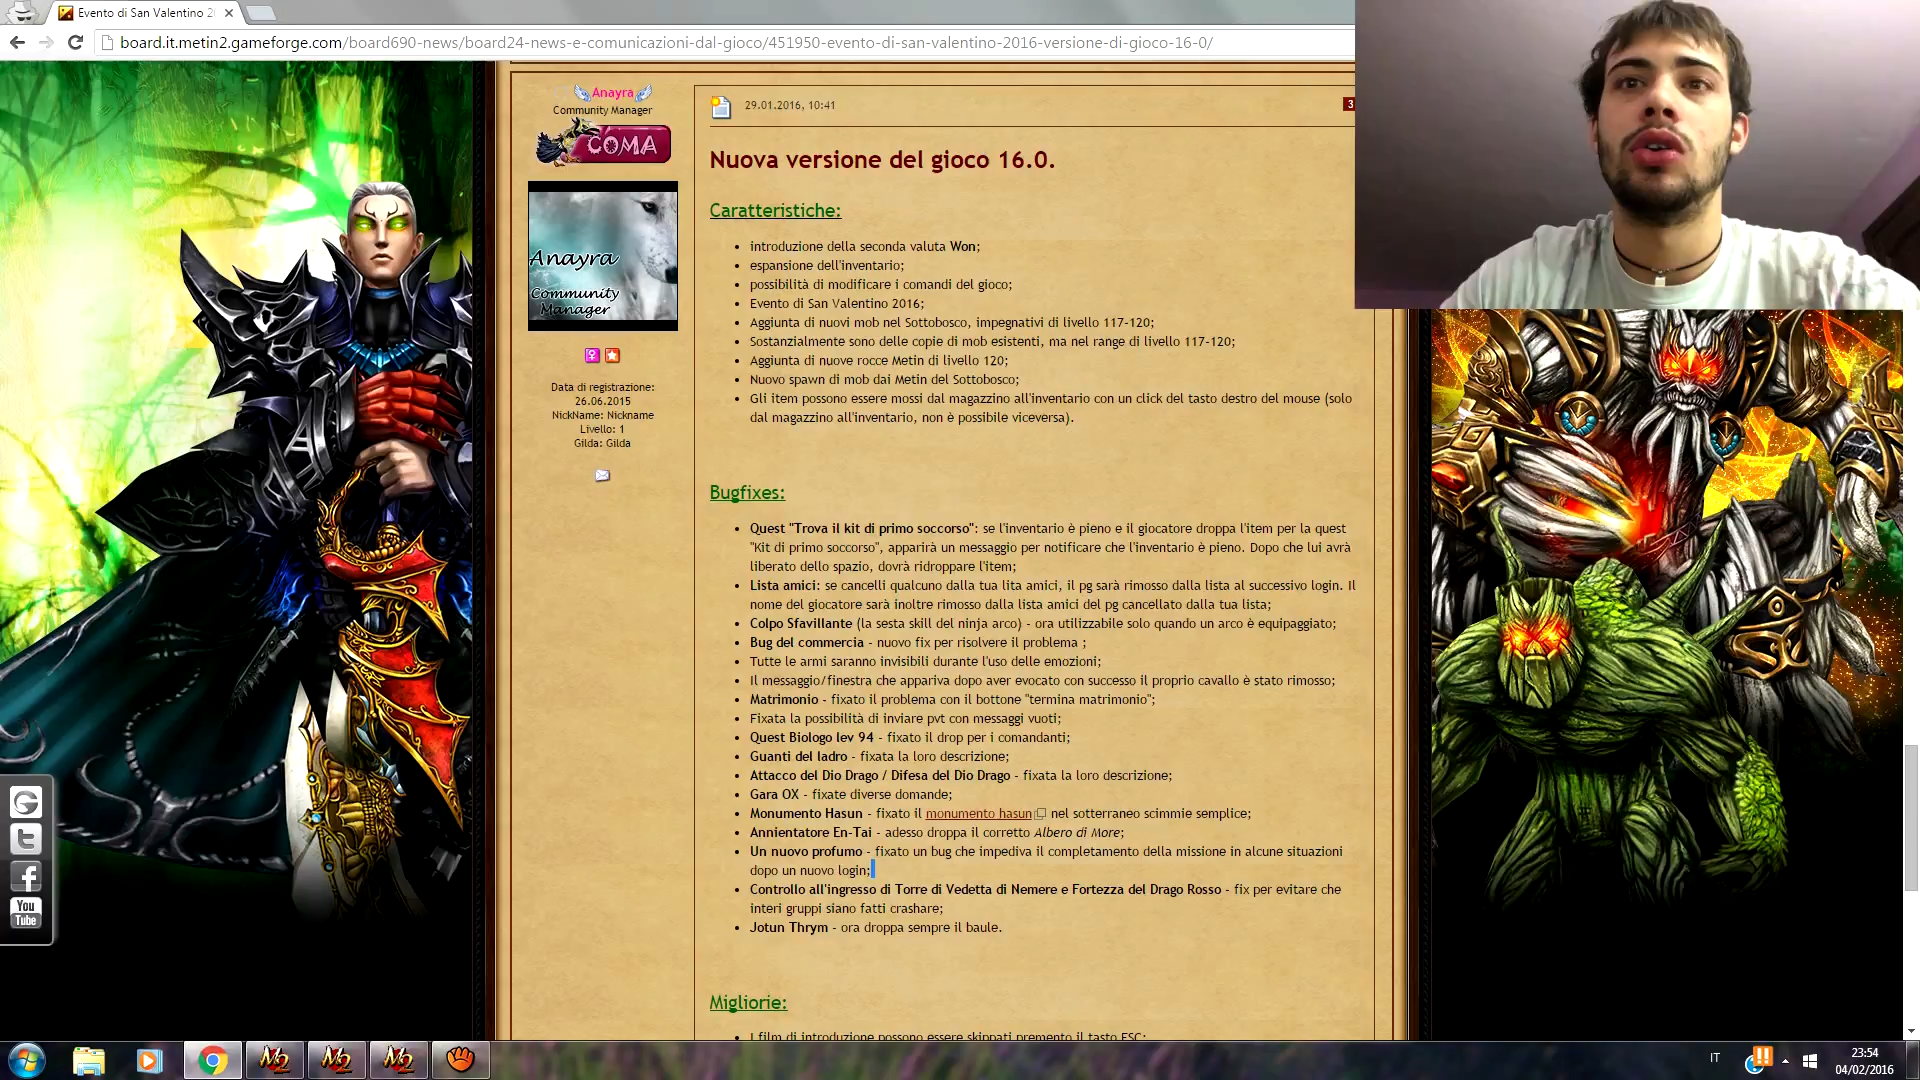 Evento di San Valentino 2
board.it.metin2.gameforge.com/board690-news/board24-news-e-comunicazioni-dal-gioco/451950-evento-di-san-valentino-2016-versione-di-gioco-16-0/
Anayra
Community Manager
COMA
Anayra
Community
Manager
Data di registrazione:
26.06.2015
NickName: Nickname
Livello: 1
Gilda: Gilda
29.01.2016, 10:41
3
Nuova versione del gioco 16.0.
Caratteristiche:
introduzione della seconda valuta Won;
espansione dell'inventario;
possibilità di modificare i comandi del gioco;
Evento di San Valentino 2016;
Aggiunta di nuovi mob nel Sottobosco, impegnativi di livello 117-120;
Sostanzialmente sono delle copie di mob esistenti, ma nel range di livello 117-120;
Aggiunta di nuove rocce Metin di livello 120;
Nuovo spawn di mob dai Metin del Sottobosco;
Gli item possono essere mossi dal magazzino all'inventario con un click del tasto destro del mouse (solo
dal magazzino all'inventario, non è possibile viceversa).
Bugfixes:
Quest "Trova il kit di primo soccorso": se l'inventario è pieno e il giocatore droppa l'item per la quest
"Kit di primo soccorso", apparirà un messaggio per notificare che l'inventario è pieno. Dopo che lui avrà
liberato dello spazio, dovrà ridroppare l'item;
Lista amici: se cancelli qualcuno dalla tua lita amici, il pg sarà rimosso dalla lista al successivo login. Il
nome del giocatore sarà inoltre rimosso dalla lista amici del pg cancellato dalla tua lista;
Colpo Sfavillante (la sesta skill del ninja arco) - ora utilizzabile solo quando un arco è equipaggiato;
Bug del commercia - nuovo fix per risolvere il problema ;
Tutte le armi saranno invisibili durante l'uso delle emozioni;
Il messaggio/finestra che appariva dopo aver evocato con successo il proprio cavallo è stato rimosso;
Matrimonio - fixato il problema con il bottone "termina matrimonio";
Fixata la possibilità di inviare pvt con messaggi vuoti;
Quest Biologo lev 94 - fixato il drop per i comandanti;
Guanti del ladro - fixata la loro descrizione;
Attacco del Dio Drago / Difesa del Dio Drago - fixata la loro descrizione;
Gara OX - fixate diverse domande;
Monumento Hasun - fixato il monumento hasun nel sotterraneo scimmie semplice;
Annientatore En-Tai - adesso droppa il corretto Albero di More;
Un nuovo profumo - fixato un bug che impediva il completamento della missione in alcune situazioni
dopo un nuovo login;
Controllo all'ingresso di Torre di Vedetta di Nemere e Fortezza del Drago Rosso - fix per evitare che
interi gruppi siano fatti crashare;
Jotun Thrym - ora droppa sempre il baule.
Migliorie:
I film di introduzione possono essere skippati premento il tasto ESC;
You
Tube
M2
M2
M2
IT
23:54
04/02/2016